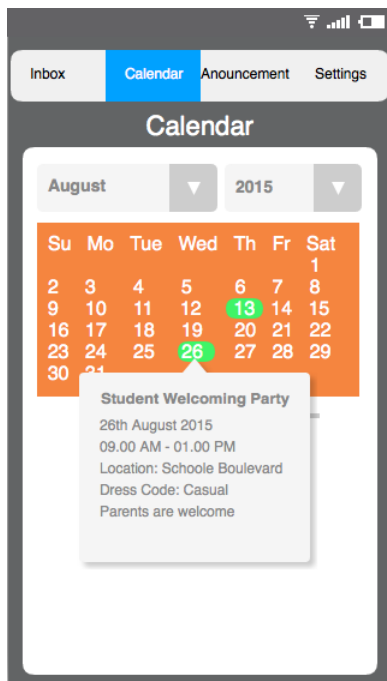 Inbox Calendar Anouncement Settings
Calendar
August 2015
Su Mo Tue Wed Th Fr Sat
1
2 3 4 5 6 7 8
9 10 11 12 13 14 15
16 17 18 19 20 21 22
23 24 25 26 27 28 29
30 31
Student Welcoming Party
26th August 2015
09.00 AM - 01.00 PM
Location: Schoole Boulevard
Dress Code: Casual
Parents are welcome